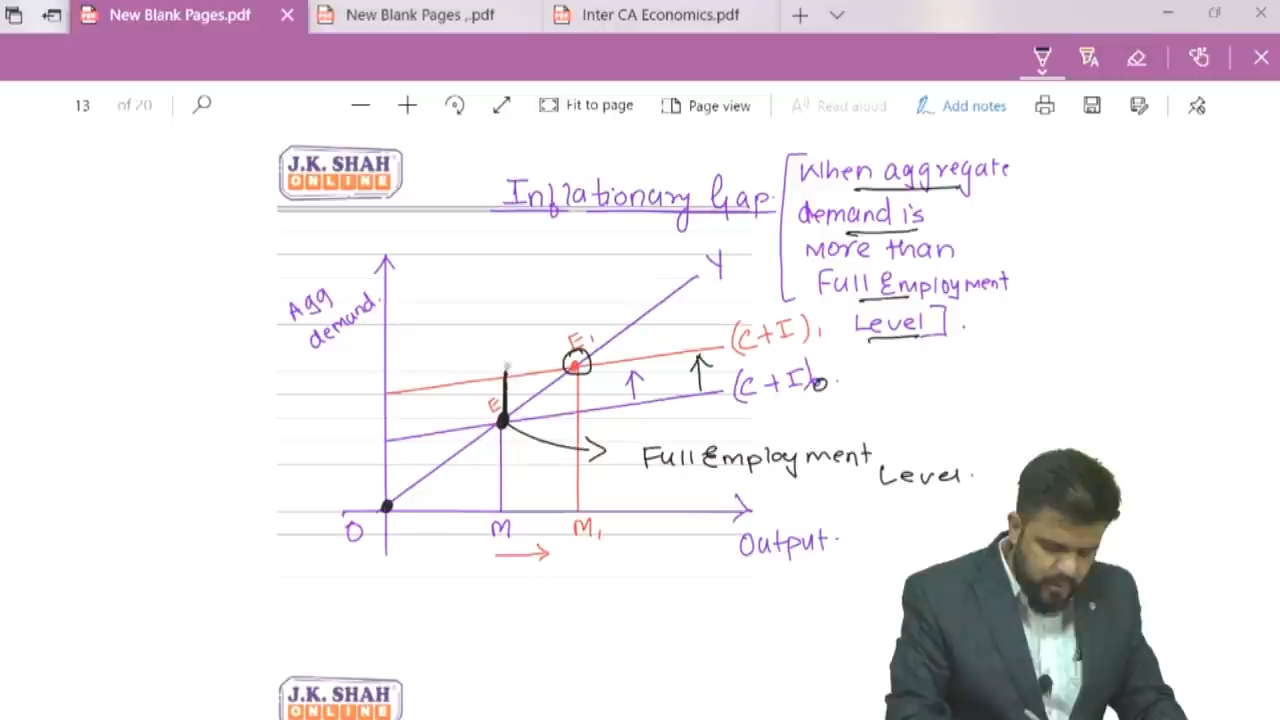 New Blank Pages.pdf
New Blank Pages ,.pdf
Inter CA Economics.pdf
13 of 20
Fit to page
Page view
Read aloud
Add notes
J.K. SHAH
ONLINE
Inflationary Gap.
[When aggregate
demand is
more than
Full Employment
Level].
Agg
demand.
Y
E1
(C+I)1
(C+I)0.
E
Full Employment
Level.
O
M
M1
Output.
J.K. SHAH
ONLINE